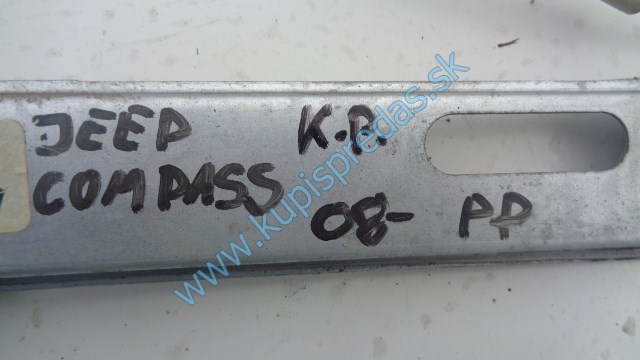 JEEP K.R
COMPASS 08- PP
www.kupispredas.sk